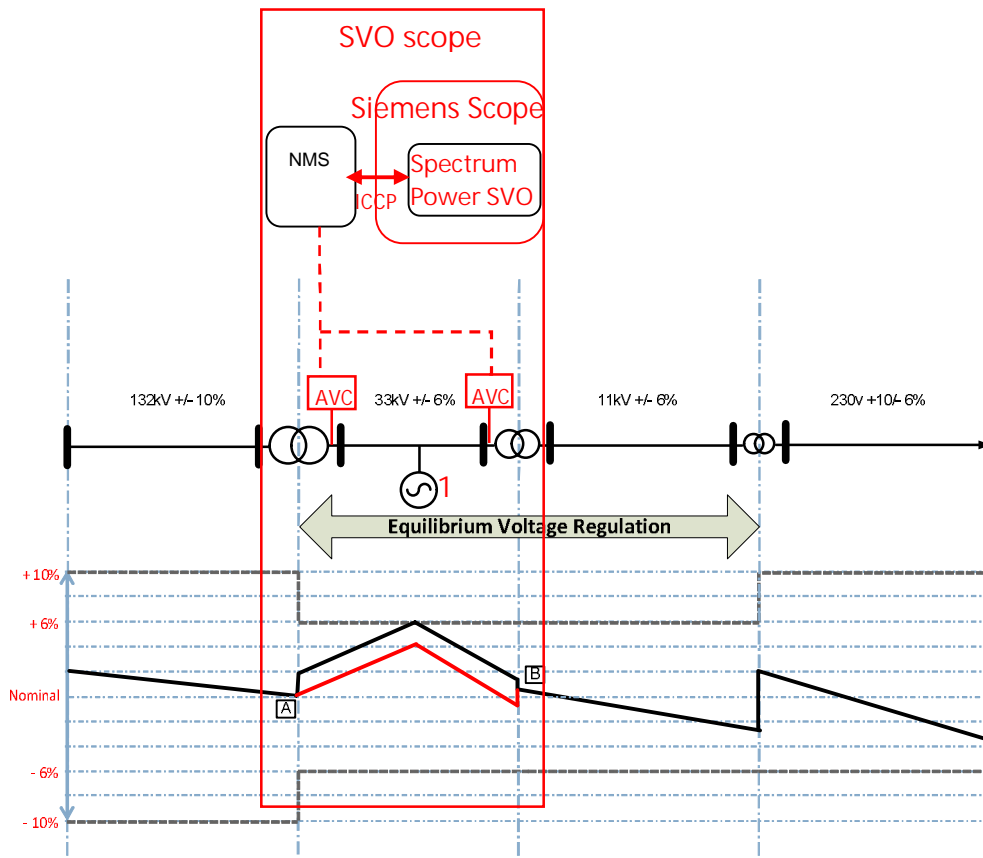 SVO scope
Siemens Scope
NMS
Spectrum
Power SVO
ICCP
AVC
AVC
132kV +/- 10%
33kV +/- 6%
11kV +/- 6%
230v +10/- 6%
1
Equilibrium Voltage Regulation
+ 10%
+ 6%
B
Nominal
A
- 6%
- 10%